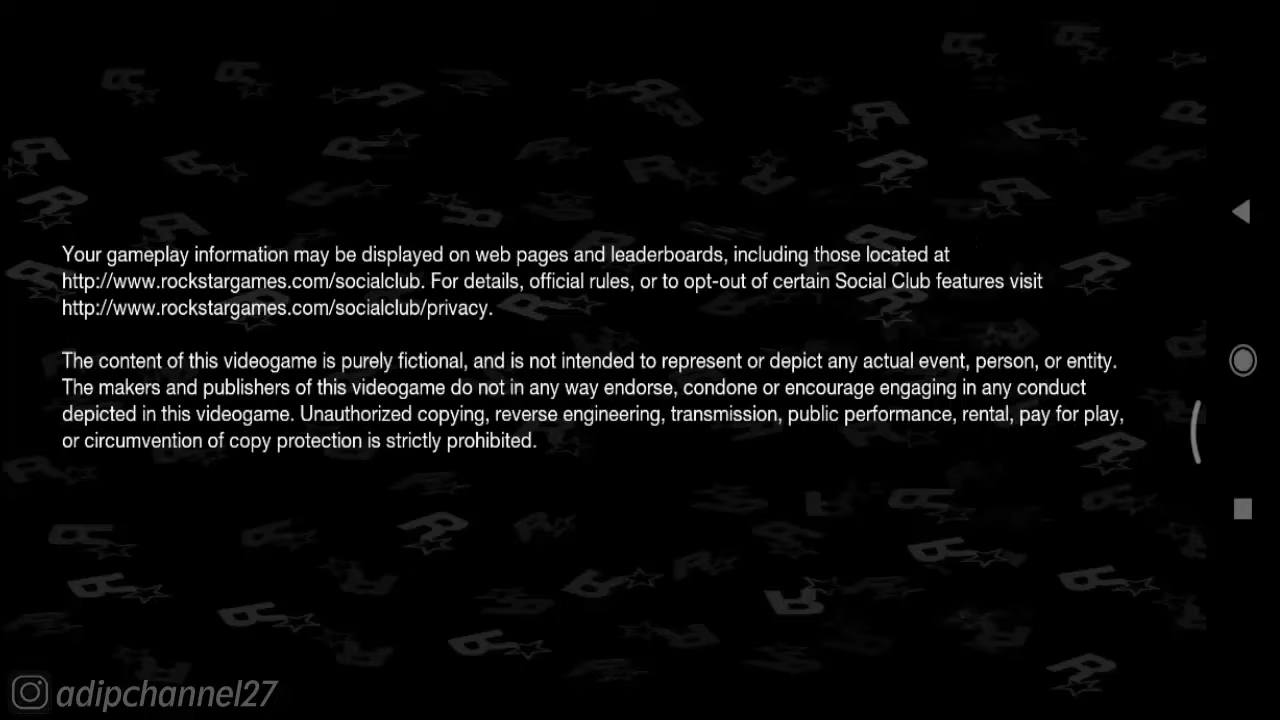 Your gameplay information may be displayed on web pages and leaderboards, including those located at
http://www.rockstargames.com/socialclub. For details, official rules, or to opt-out of certain Social Club features visit
http://www.rockstargames.com/socialclub/privacy.
The content of this videogame is purely fictional, and is not intended to represent or depict any actual event, person, or entity.
The makers and publishers of this videogame do not in any way endorse, condone or encourage engaging in any conduct
depicted in this videogame. Unauthorized copying, reverse engineering, transmission, public performance, rental, pay for play,
or circumvention of copy protection is strictly prohibited.
adipchannel27